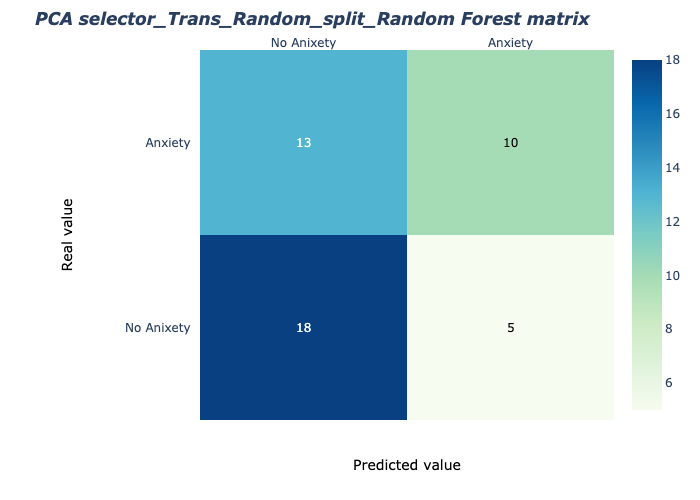 PCA selector_Trans_Random_split_Random Forest matrix
No Anixety Anxiety
18
16
14
12
10
8
6
Anxiety 13 10
No Anixety 18 5
Real value
Predicted value